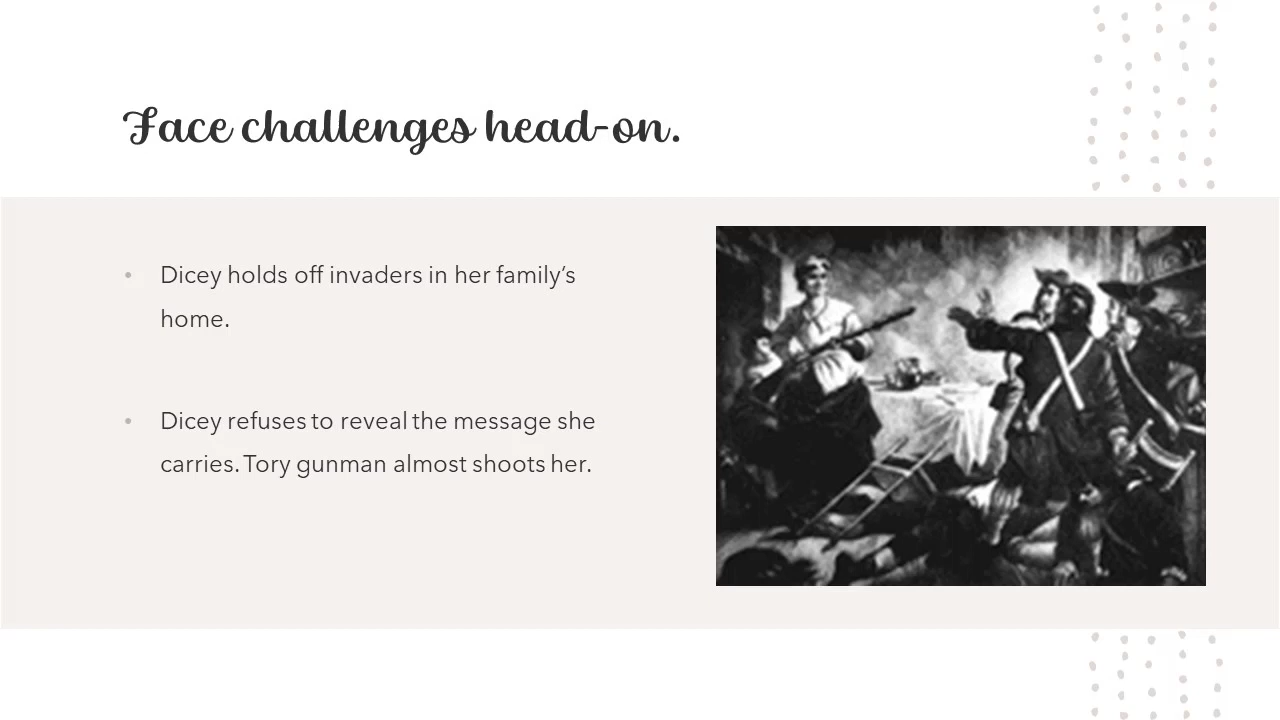 Face challenges head-on.
• Dicey holds off invaders in her family’s
home.
• Dicey refuses to reveal the message she
carries. Tory gunman almost shoots her.